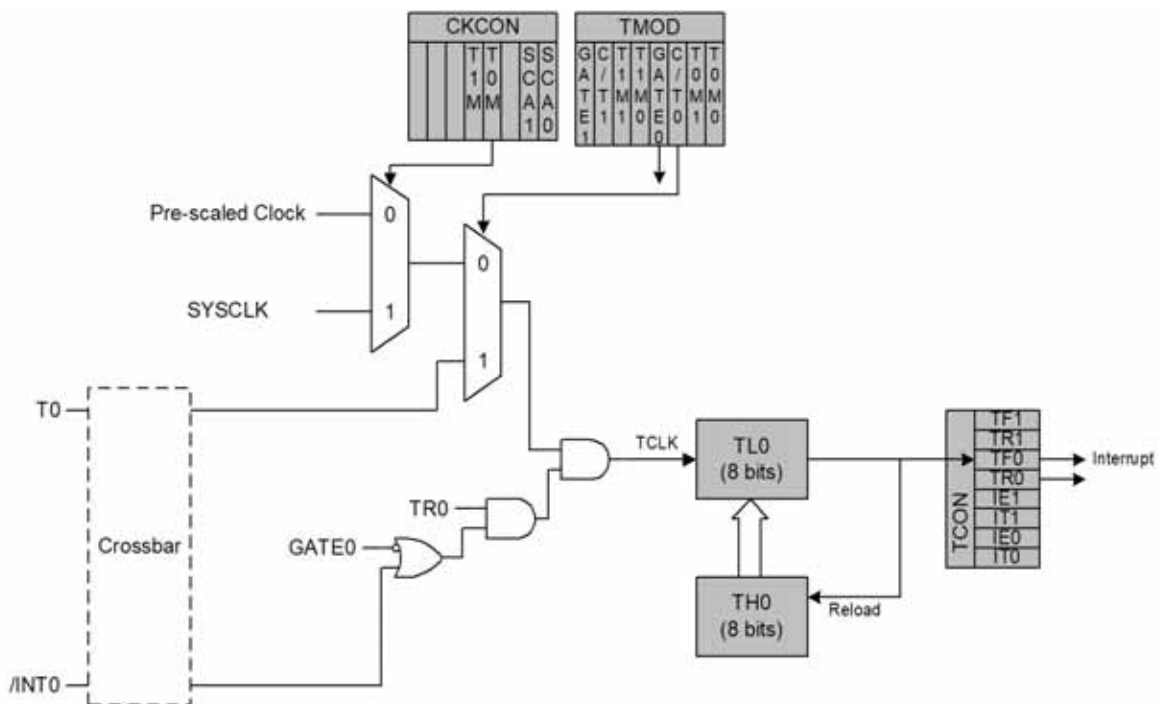 CKCON
T1M
T0M
SCA1
SCA0
TMOD
GATE1
C/T1
T1M1
T1M0
GATE0
C/T0
T0M1
T0M0
Pre-scaled Clock
0
SYSCLK
1
0
1
T0
Crossbar
/INT0
TR0
GATE0
TCLK
TL0
(8 bits)
TH0
(8 bits)
Reload
TCON
TF1
TR1
TF0
TR0
IE1
IT1
IE0
IT0
Interrupt